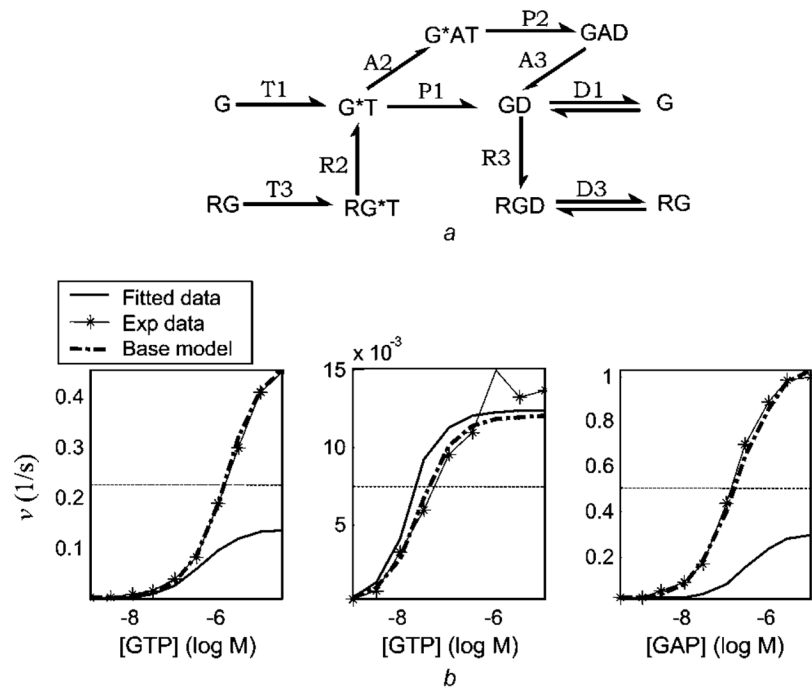 G*AT P2 GAD
A2 A3
G T1 G*T P1 GD D1 G
R2 R3
RG T3 RG*T RGD D3 RG
a
Fitted data
Exp data
Base model
x 10⁻³
0.4
0.3
0.2
0.1
v (1/s)
-8 -6
[GTP] (log M)
15
10
5
-8 -6
[GTP] (log M)
1
0.8
0.6
0.4
0.2
-8 -6
[GAP] (log M)
b